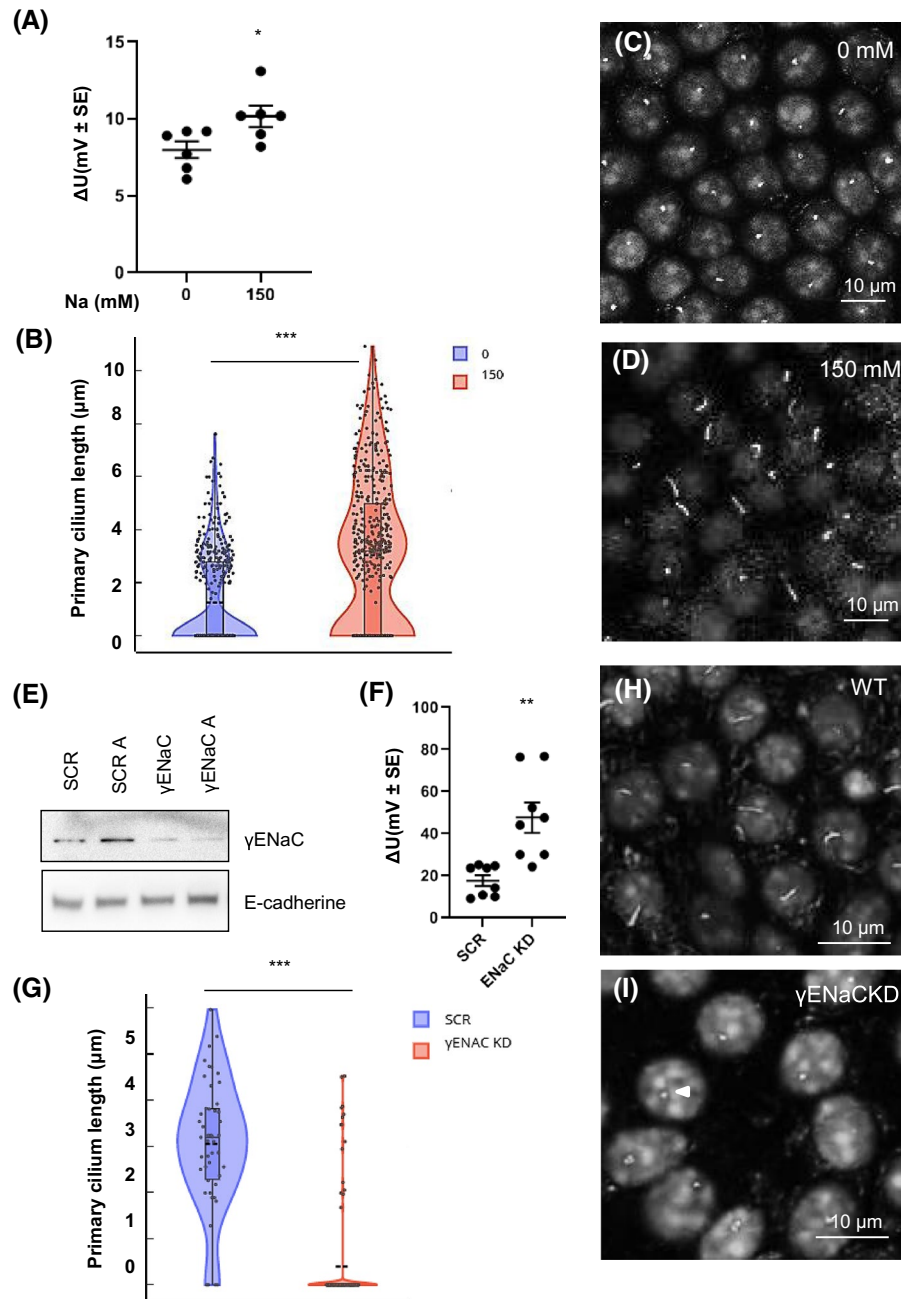 (A)
*
15
10
5
0
ΔU(mV ± SE)
Na (mM)
0
150
(B)
***
0
150
10
8
6
4
2
0
Primary cilium length (µm)
(C)
0 mM
10 µm
(D)
150 mM
10 µm
(E)
SCR
SCR A
γENaC
γENaC A
γENaC
E-cadherine
(F)
**
100
80
60
40
20
0
ΔU(mV ± SE)
SCR
ENaC KD
(G)
***
SCR
γENAC KD
5
4
3
2
1
0
Primary cilium length (µm)
(H)
WT
10 µm
(I)
γENaCKD
10 µm